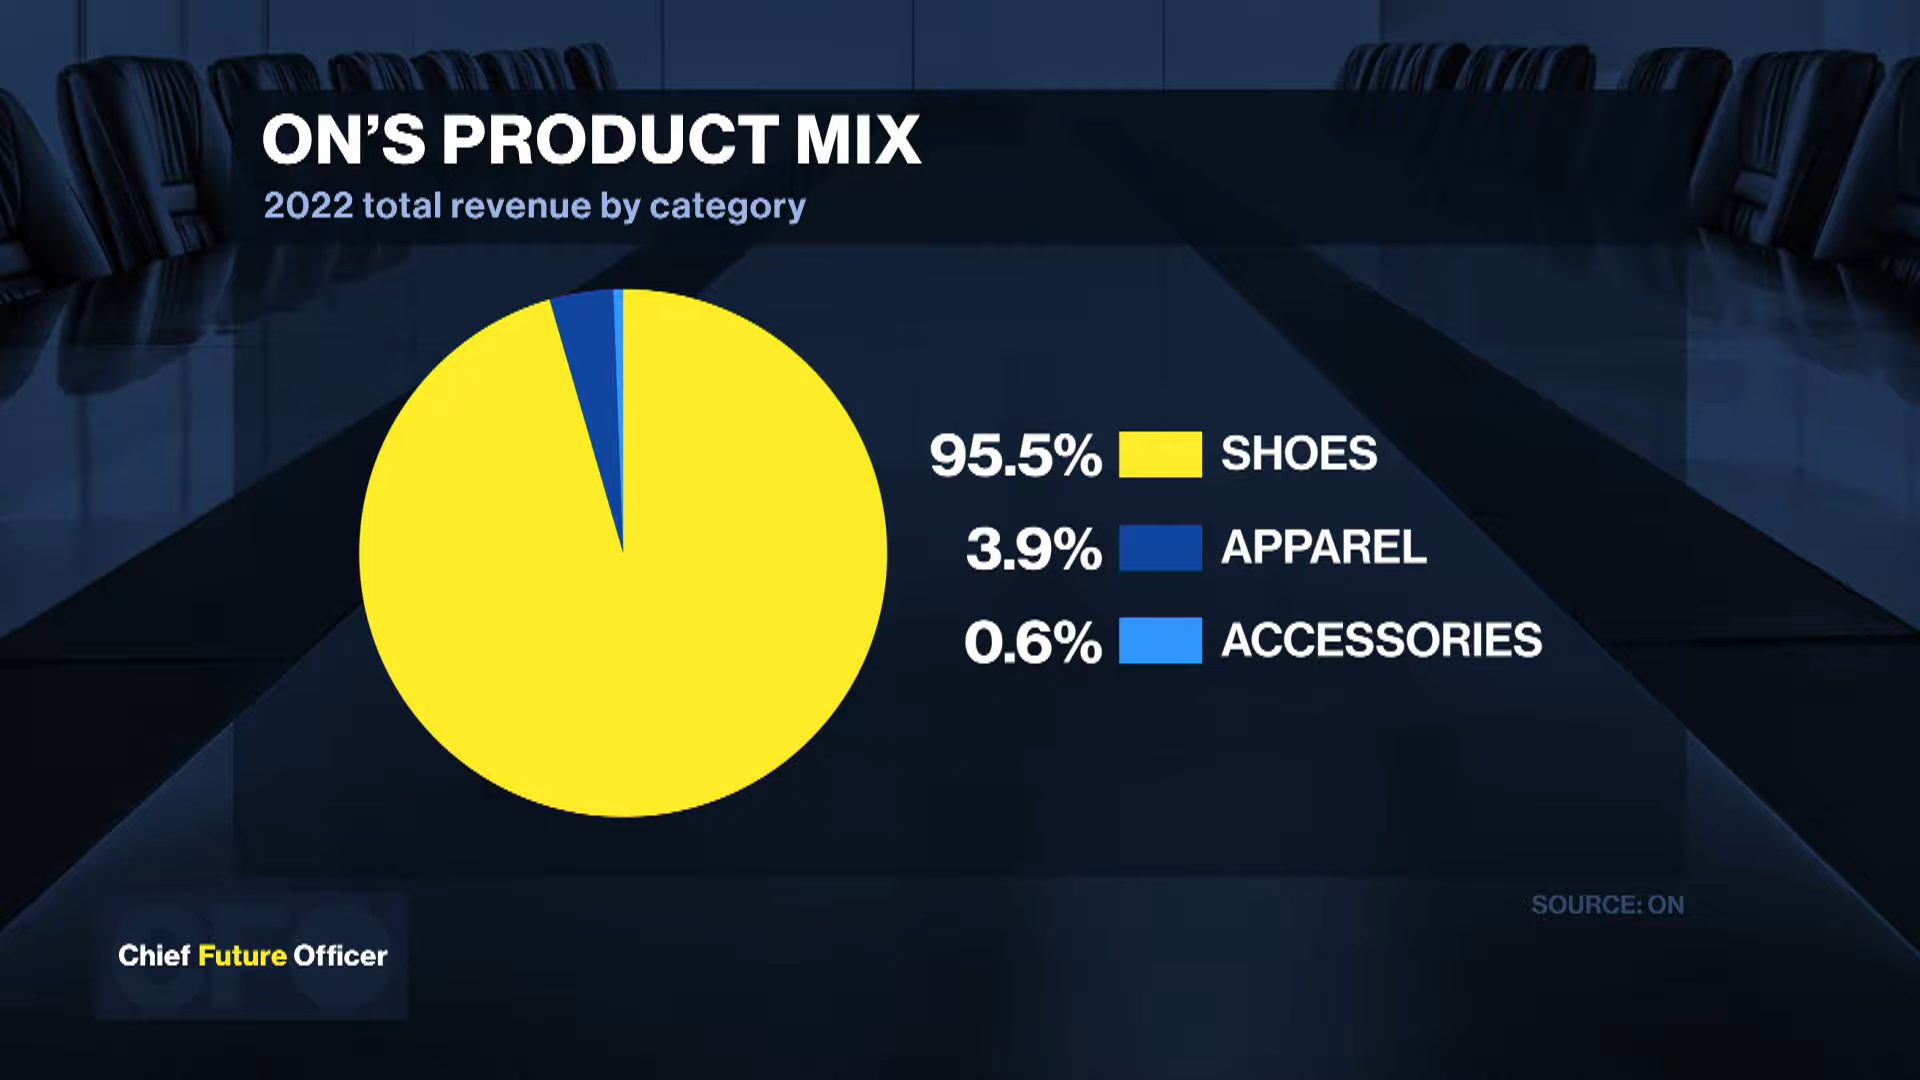 ON'S PRODUCT MIX
2022 total revenue by category
95.5% SHOES
3.9% APPAREL
0.6% ACCESSORIES
SOURCE: ON
CFO
Chief Future Officer